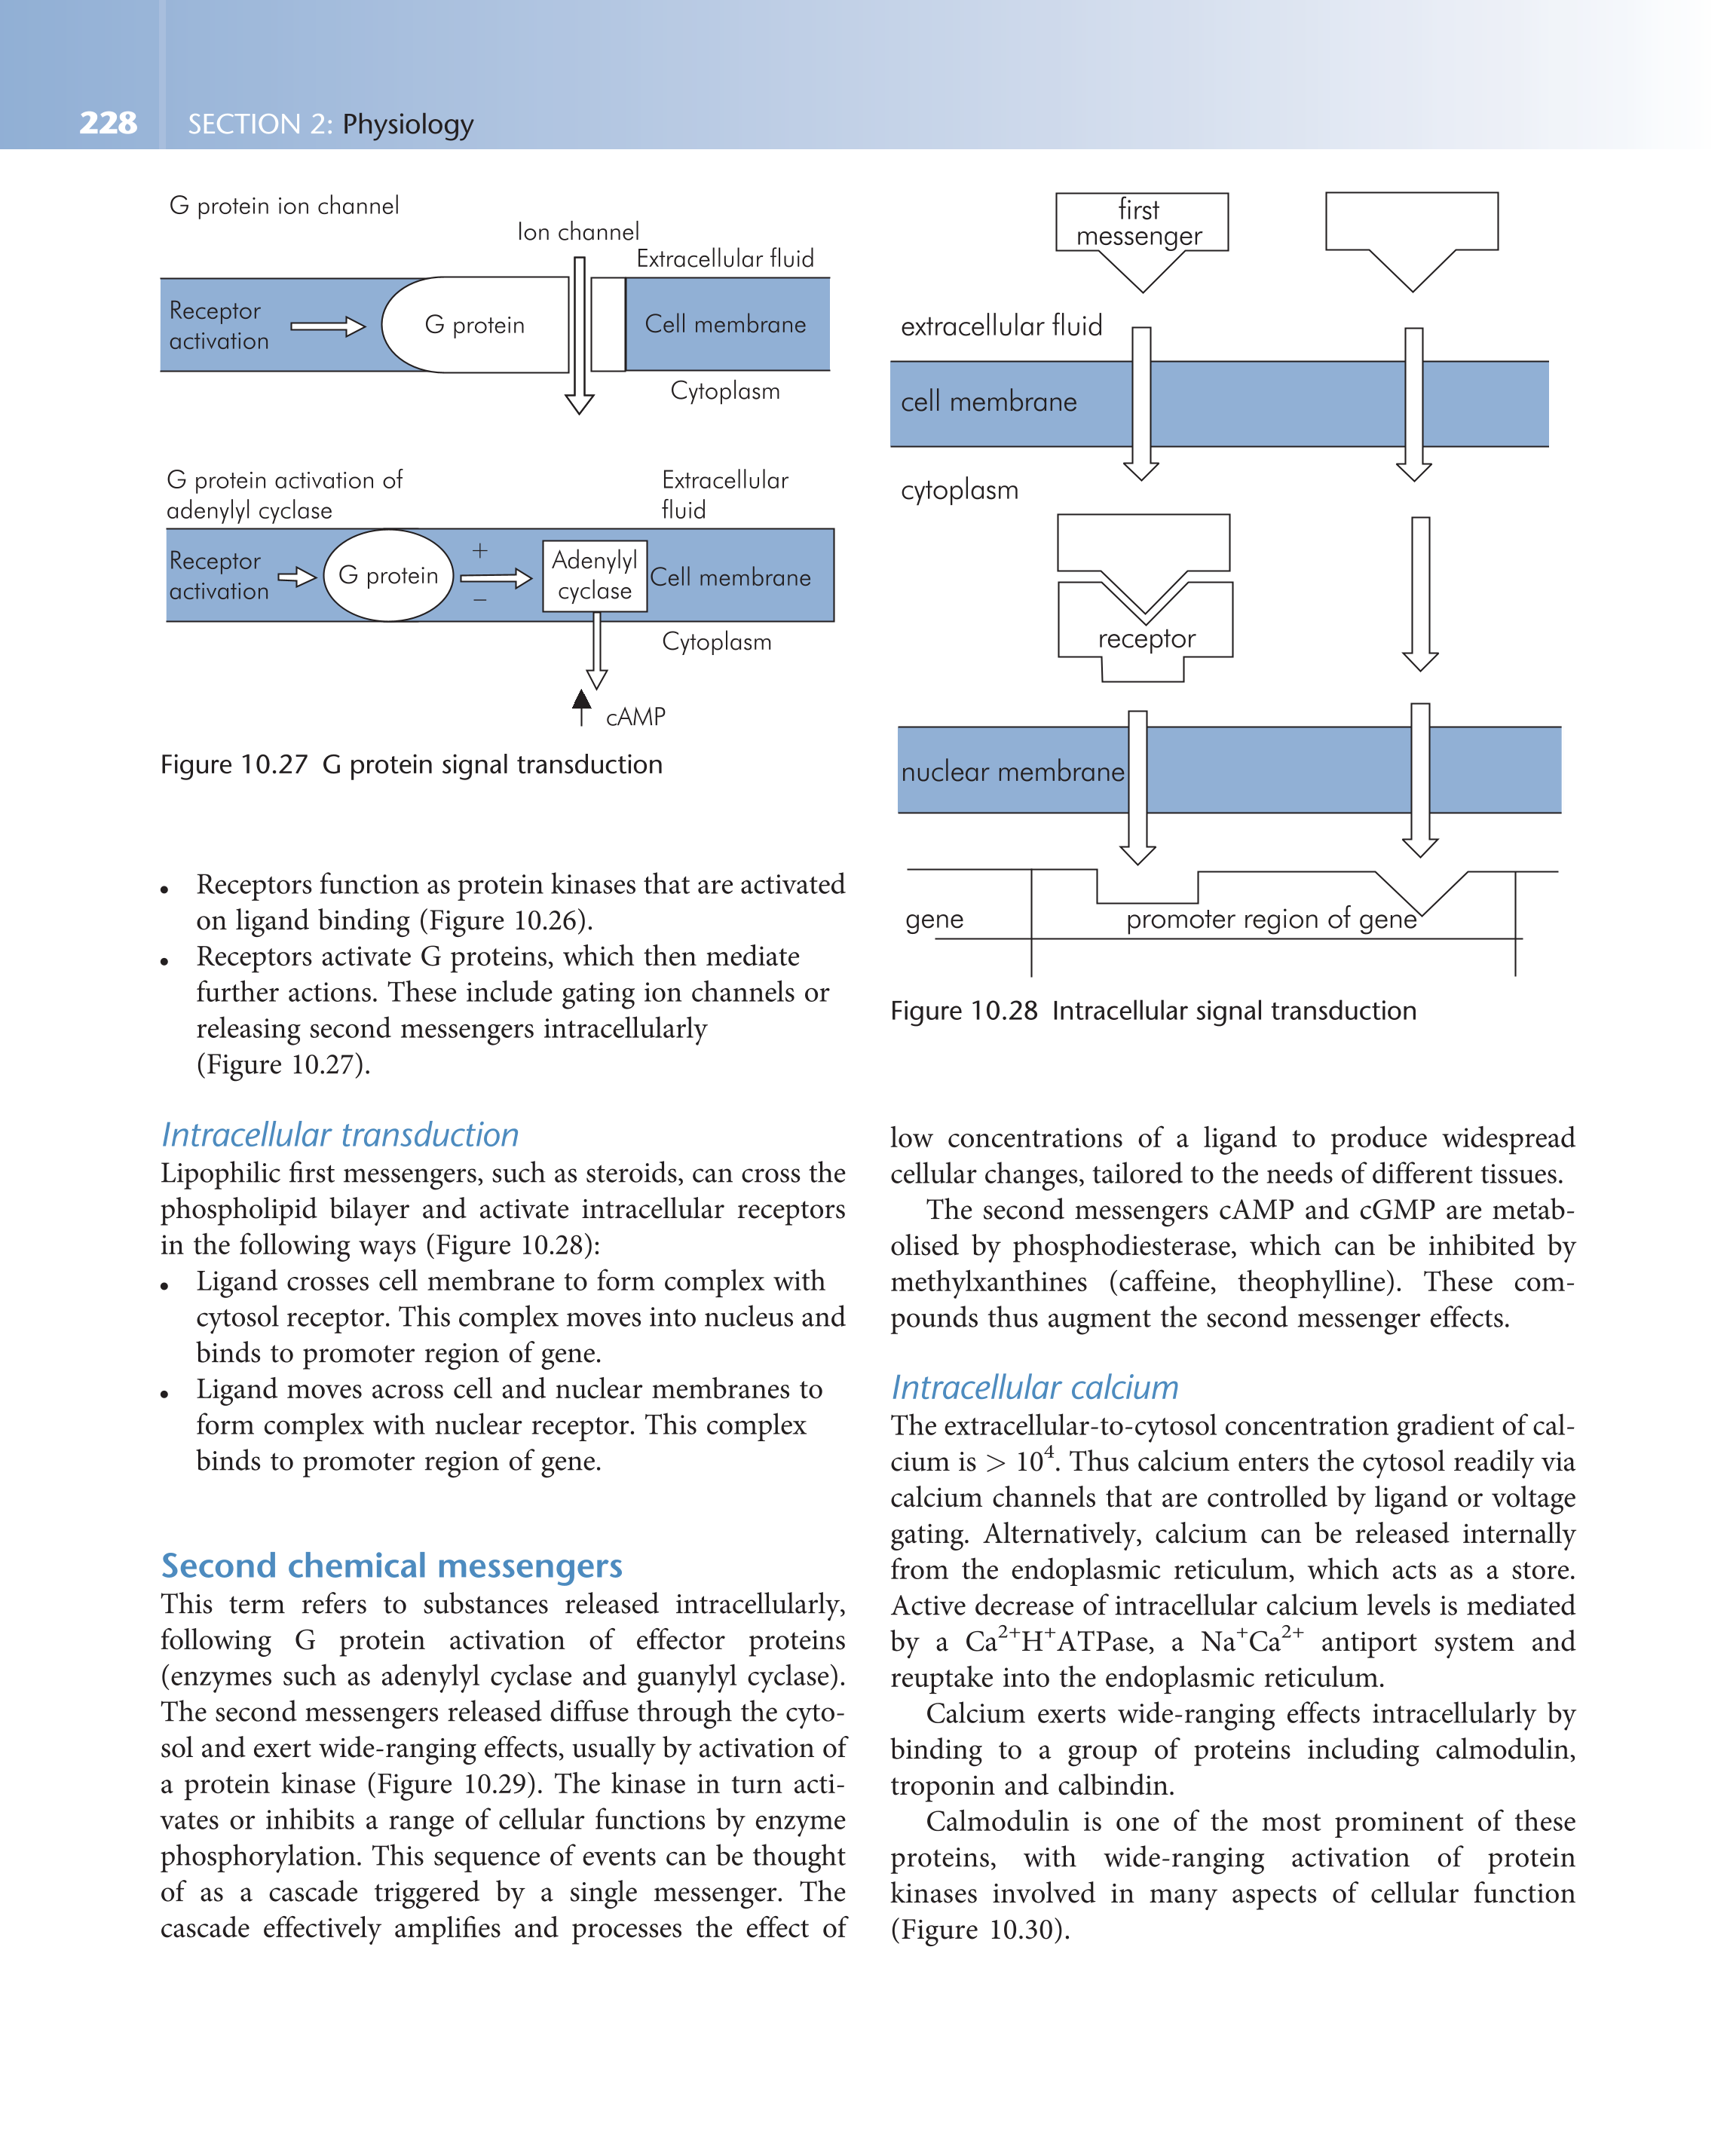 228 SECTION 2: Physiology
G protein ion channel
Ion channel
Extracellular fluid
Receptor
activation
G protein
Cell membrane
Cytoplasm
G protein activation of
adenylyl cyclase
Extracellular
fluid
Receptor
activation
G protein
+
−
Adenylyl
cyclase
Cell membrane
Cytoplasm
cAMP
Figure 10.27 G protein signal transduction
• Receptors function as protein kinases that are activated
on ligand binding (Figure 10.26).
• Receptors activate G proteins, which then mediate
further actions. These include gating ion channels or
releasing second messengers intracellularly
(Figure 10.27).
Intracellular transduction
Lipophilic first messengers, such as steroids, can cross the
phospholipid bilayer and activate intracellular receptors
in the following ways (Figure 10.28):
• Ligand crosses cell membrane to form complex with
cytosol receptor. This complex moves into nucleus and
binds to promoter region of gene.
• Ligand moves across cell and nuclear membranes to
form complex with nuclear receptor. This complex
binds to promoter region of gene.
Second chemical messengers
This term refers to substances released intracellularly,
following G protein activation of effector proteins
(enzymes such as adenylyl cyclase and guanylyl cyclase).
The second messengers released diffuse through the cyto-
sol and exert wide-ranging effects, usually by activation of
a protein kinase (Figure 10.29). The kinase in turn acti-
vates or inhibits a range of cellular functions by enzyme
phosphorylation. This sequence of events can be thought
of as a cascade triggered by a single messenger. The
cascade effectively amplifies and processes the effect of
first
messenger
extracellular fluid
cell membrane
cytoplasm
receptor
nuclear membrane
gene
promoter region of gene
Figure 10.28 Intracellular signal transduction
low concentrations of a ligand to produce widespread
cellular changes, tailored to the needs of different tissues.
The second messengers cAMP and cGMP are metab-
olised by phosphodiesterase, which can be inhibited by
methylxanthines (caffeine, theophylline). These com-
pounds thus augment the second messenger effects.
Intracellular calcium
The extracellular-to-cytosol concentration gradient of cal-
cium is > 10⁴. Thus calcium enters the cytosol readily via
calcium channels that are controlled by ligand or voltage
gating. Alternatively, calcium can be released internally
from the endoplasmic reticulum, which acts as a store.
Active decrease of intracellular calcium levels is mediated
by a Ca²⁺H⁺ATPase, a Na⁺Ca²⁺ antiport system and
reuptake into the endoplasmic reticulum.
Calcium exerts wide-ranging effects intracellularly by
binding to a group of proteins including calmodulin,
troponin and calbindin.
Calmodulin is one of the most prominent of these
proteins, with wide-ranging activation of protein
kinases involved in many aspects of cellular function
(Figure 10.30).